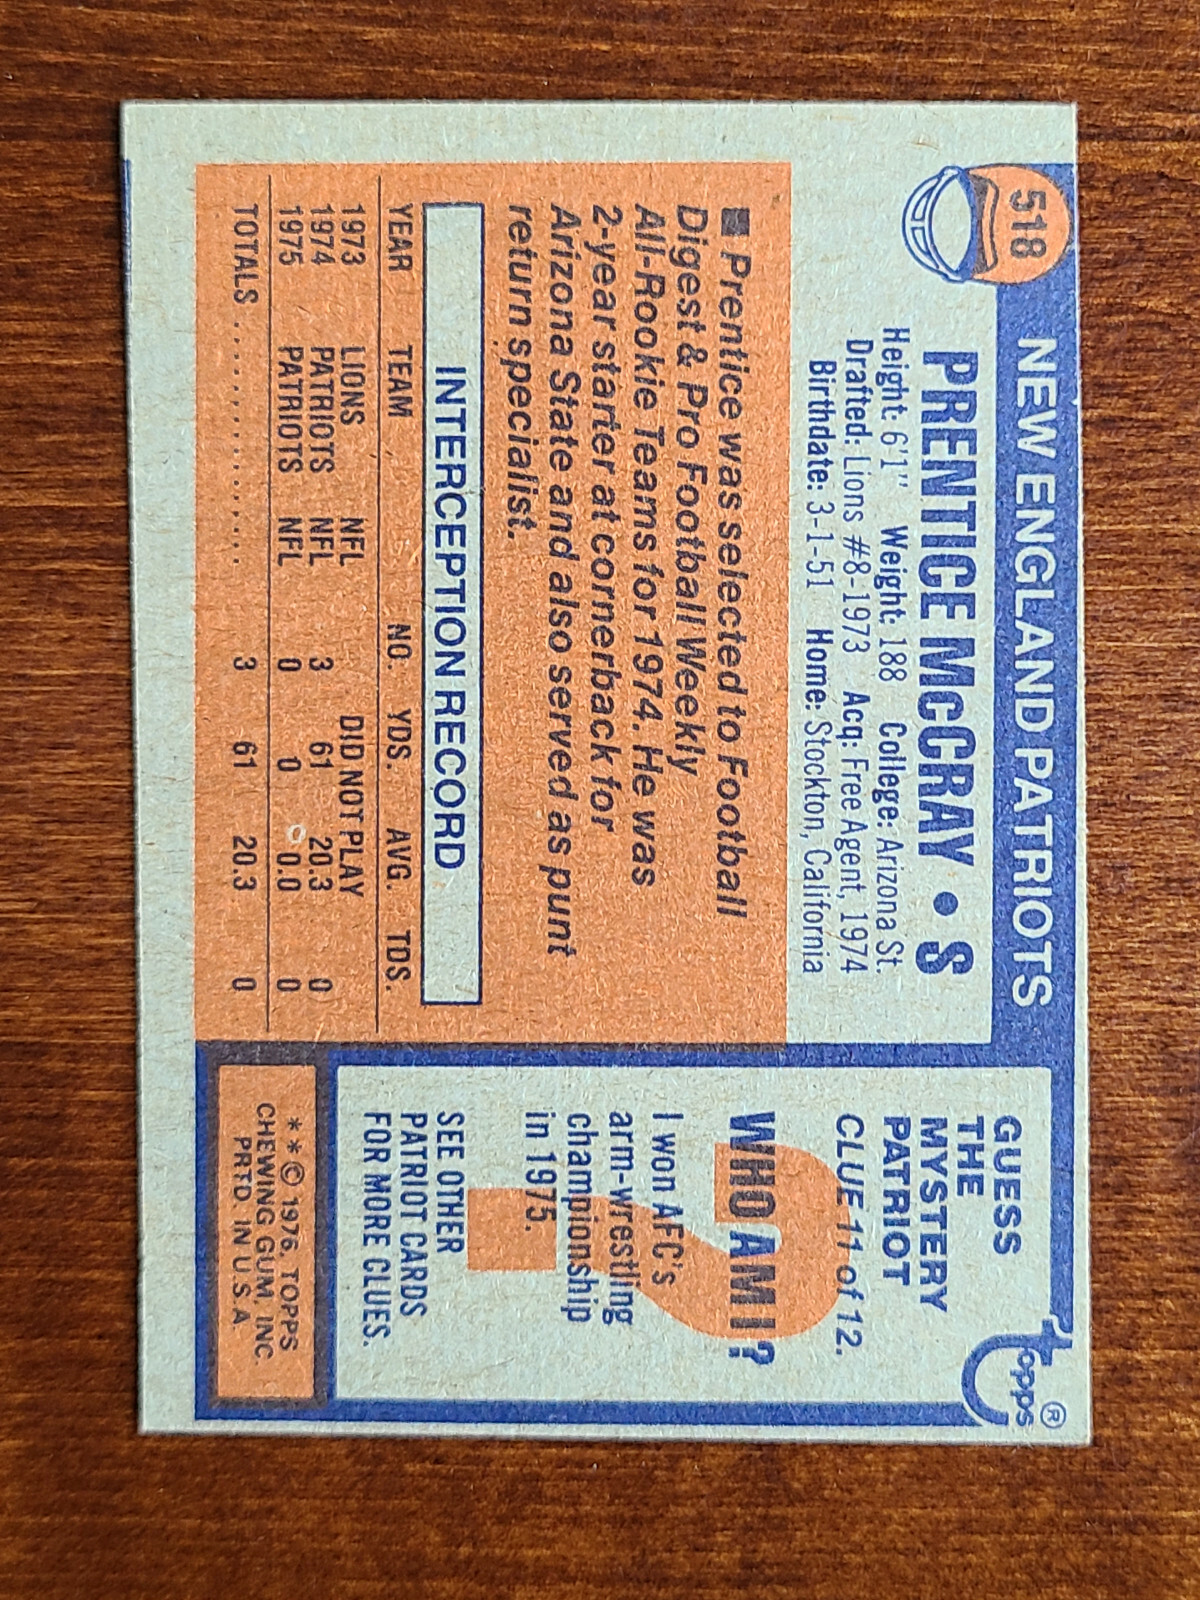 518
NEW ENGLAND PATRIOTS
PRENTICE McCRAY • S
Height: 6'1" Weight: 188 College: Arizona St.
Drafted: Lions #8-1973 Acq: Free Agent, 1974
Birthdate: 3-1-51 Home: Stockton, California
■ Prentice was selected to Football
Digest & Pro Football Weekly
All-Rookie Teams for 1974. He was
2-year starter at cornerback for
Arizona State and also served as punt
return specialist.
INTERCEPTION RECORD
YEAR TEAM NO. YDS. AVG. TDS.
1973 LIONS NFL DID NOT PLAY
1974 PATRIOTS NFL 3 61 20.3 0
1975 PATRIOTS NFL 0 0 0.0 0
TOTALS .................. 3 61 20.3 0
topps®
GUESS
THE
MYSTERY
PATRIOT
CLUE 11 of 12.
WHO AM I?
I won AFC's
arm-wrestling
championship
in 1975.
SEE OTHER
PATRIOT CARDS
FOR MORE CLUES.
**© 1976, TOPPS
CHEWING GUM, INC.
PRTD. IN U.S.A.